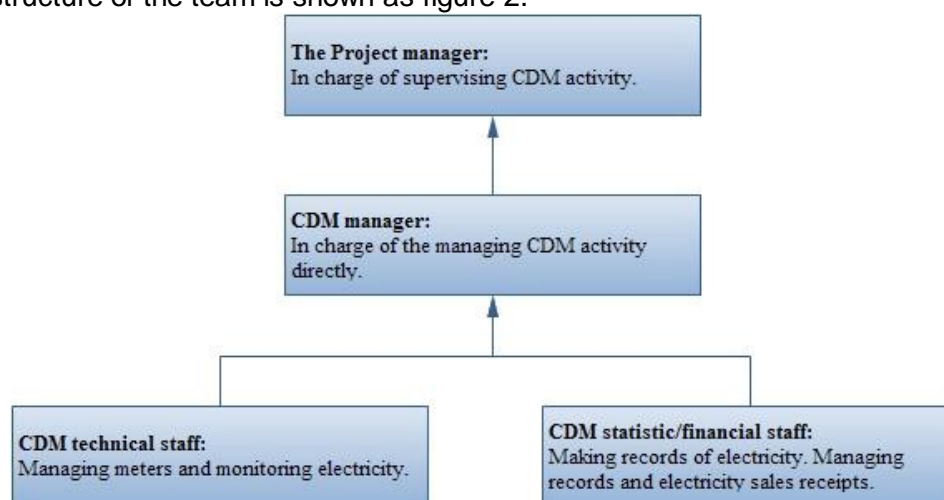 structure of the team is shown as figure 2.
The Project manager:
In charge of supervising CDM activity.
CDM manager:
In charge of the managing CDM activity
directly.
CDM technical staff:
Managing meters and monitoring electricity.
CDM statistic/financial staff:
Making records of electricity. Managing
records and electricity sales receipts.